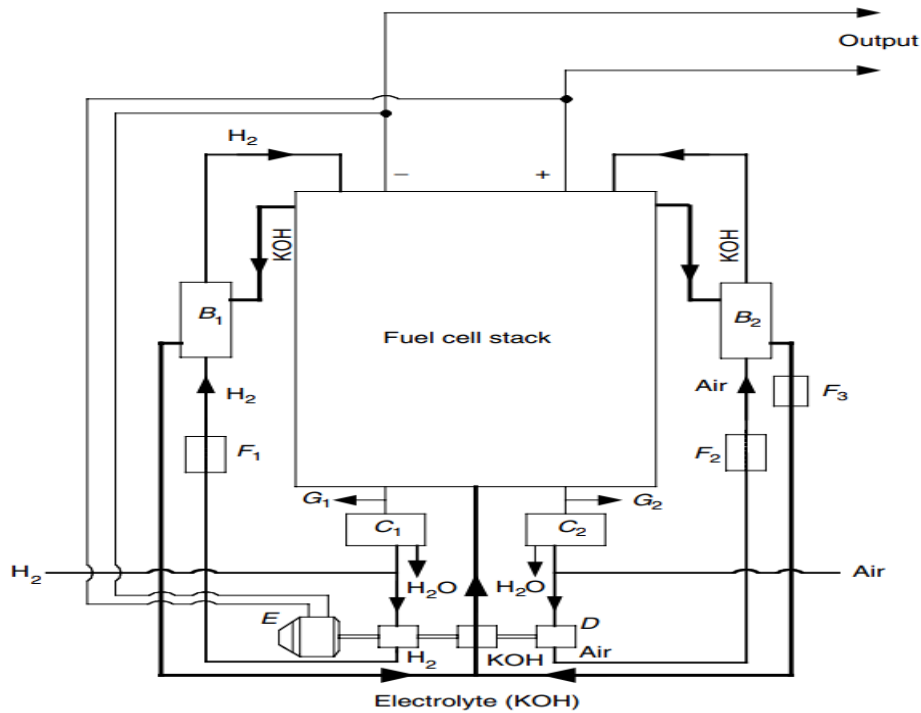 Output
H₂
− +
KOH
KOH
B₁
B₂
Fuel cell stack
H₂
Air
F₃
F₁
F₂
G₁
G₂
C₁
C₂
H₂
H₂O
H₂O
Air
E
D
H₂
KOH
Air
Electrolyte (KOH)